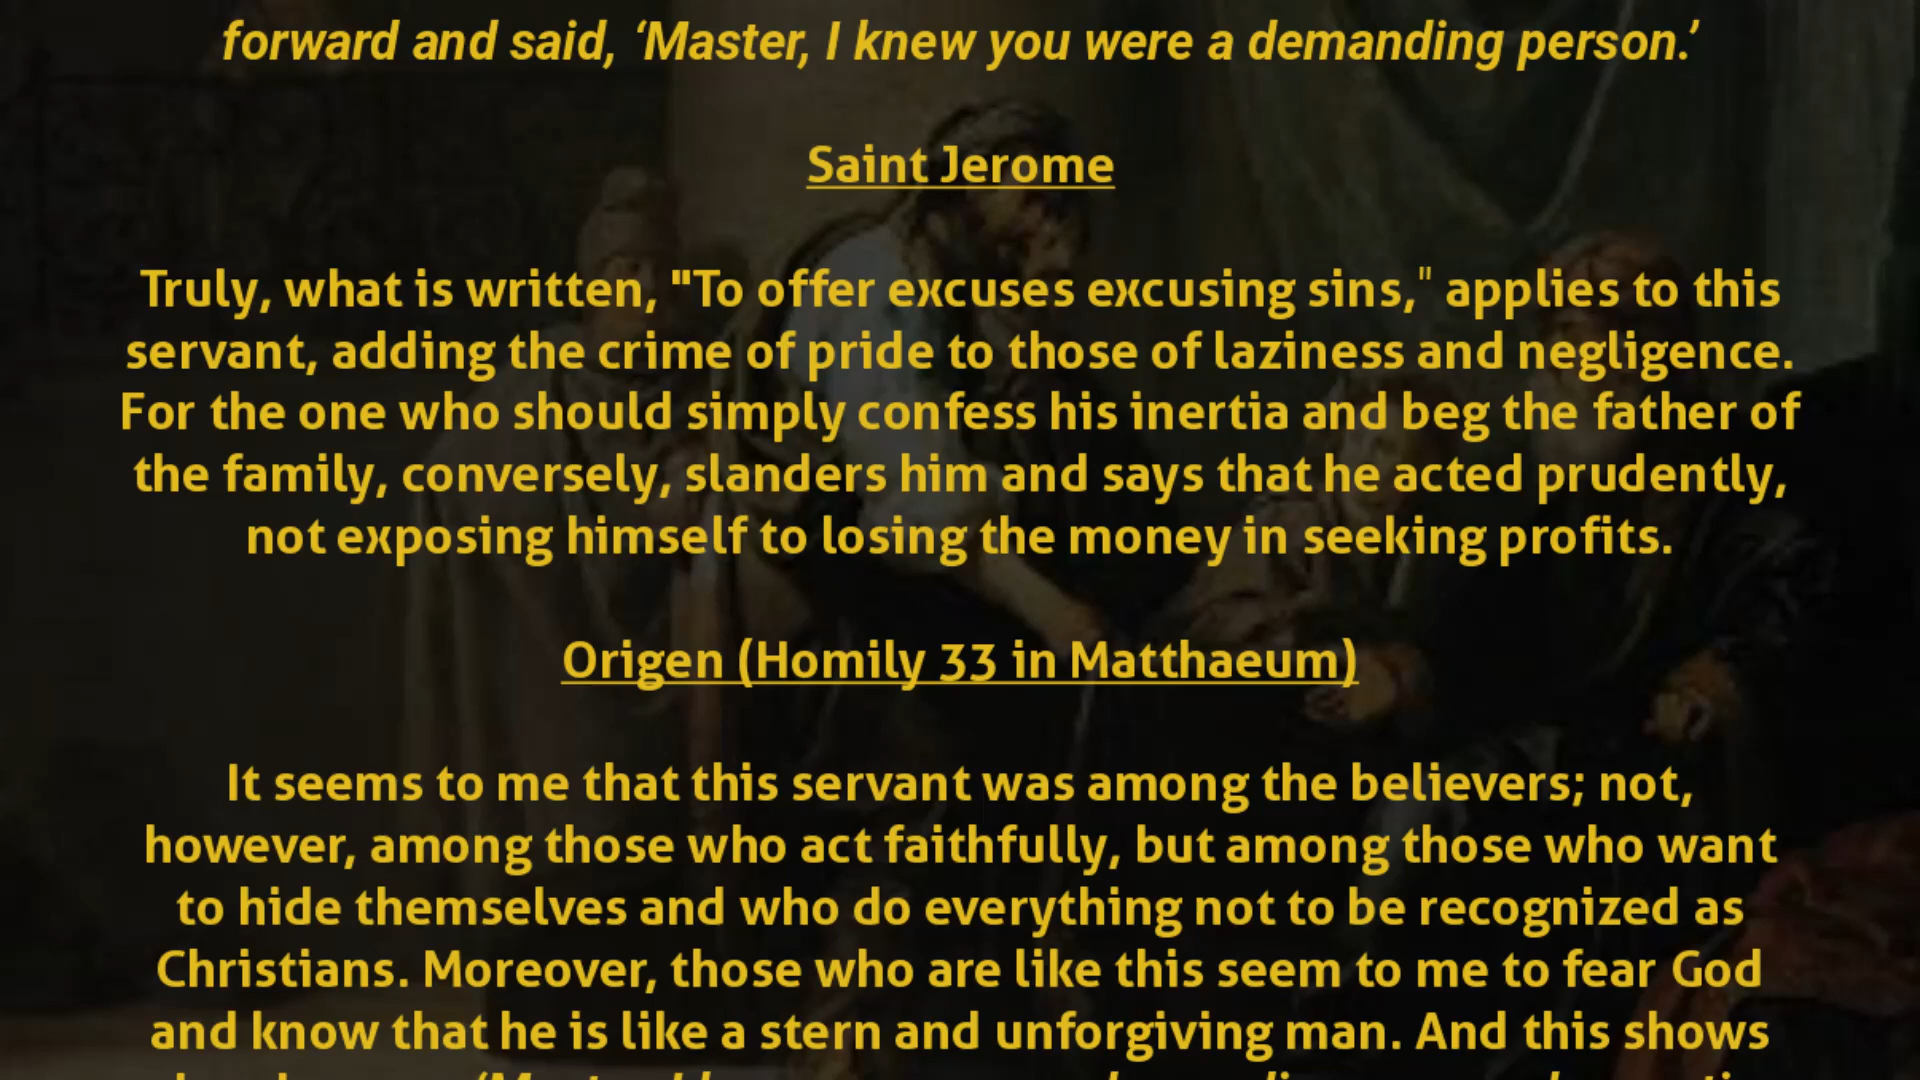 forward and said, ‘Master, I knew you were a demanding person.’
Saint Jerome
Truly, what is written, "To offer excuses excusing sins," applies to this
servant, adding the crime of pride to those of laziness and negligence.
For the one who should simply confess his inertia and beg the father of
the family, conversely, slanders him and says that he acted prudently,
not exposing himself to losing the money in seeking profits.
Origen (Homily 33 in Matthaeum)
It seems to me that this servant was among the believers; not,
however, among those who act faithfully, but among those who want
to hide themselves and who do everything not to be recognized as
Christians. Moreover, those who are like this seem to me to fear God
and know that he is like a stern and unforgiving man. And this shows